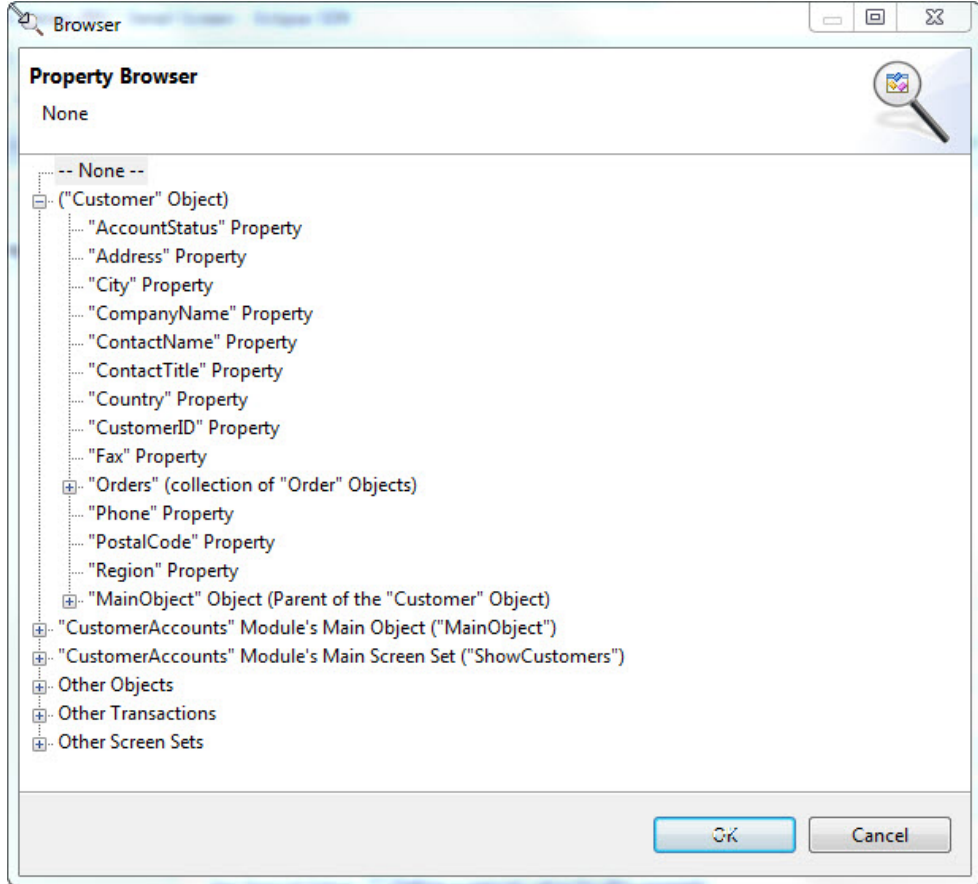 Browser
Property Browser
None
-- None --
("Customer" Object)
"AccountStatus" Property
"Address" Property
"City" Property
"CompanyName" Property
"ContactName" Property
"ContactTitle" Property
"Country" Property
"CustomerID" Property
"Fax" Property
"Orders" (collection of "Order" Objects)
"Phone" Property
"PostalCode" Property
"Region" Property
"MainObject" Object (Parent of the "Customer" Object)
"CustomerAccounts" Module's Main Object ("MainObject")
"CustomerAccounts" Module's Main Screen Set ("ShowCustomers")
Other Objects
Other Transactions
Other Screen Sets
OK Cancel